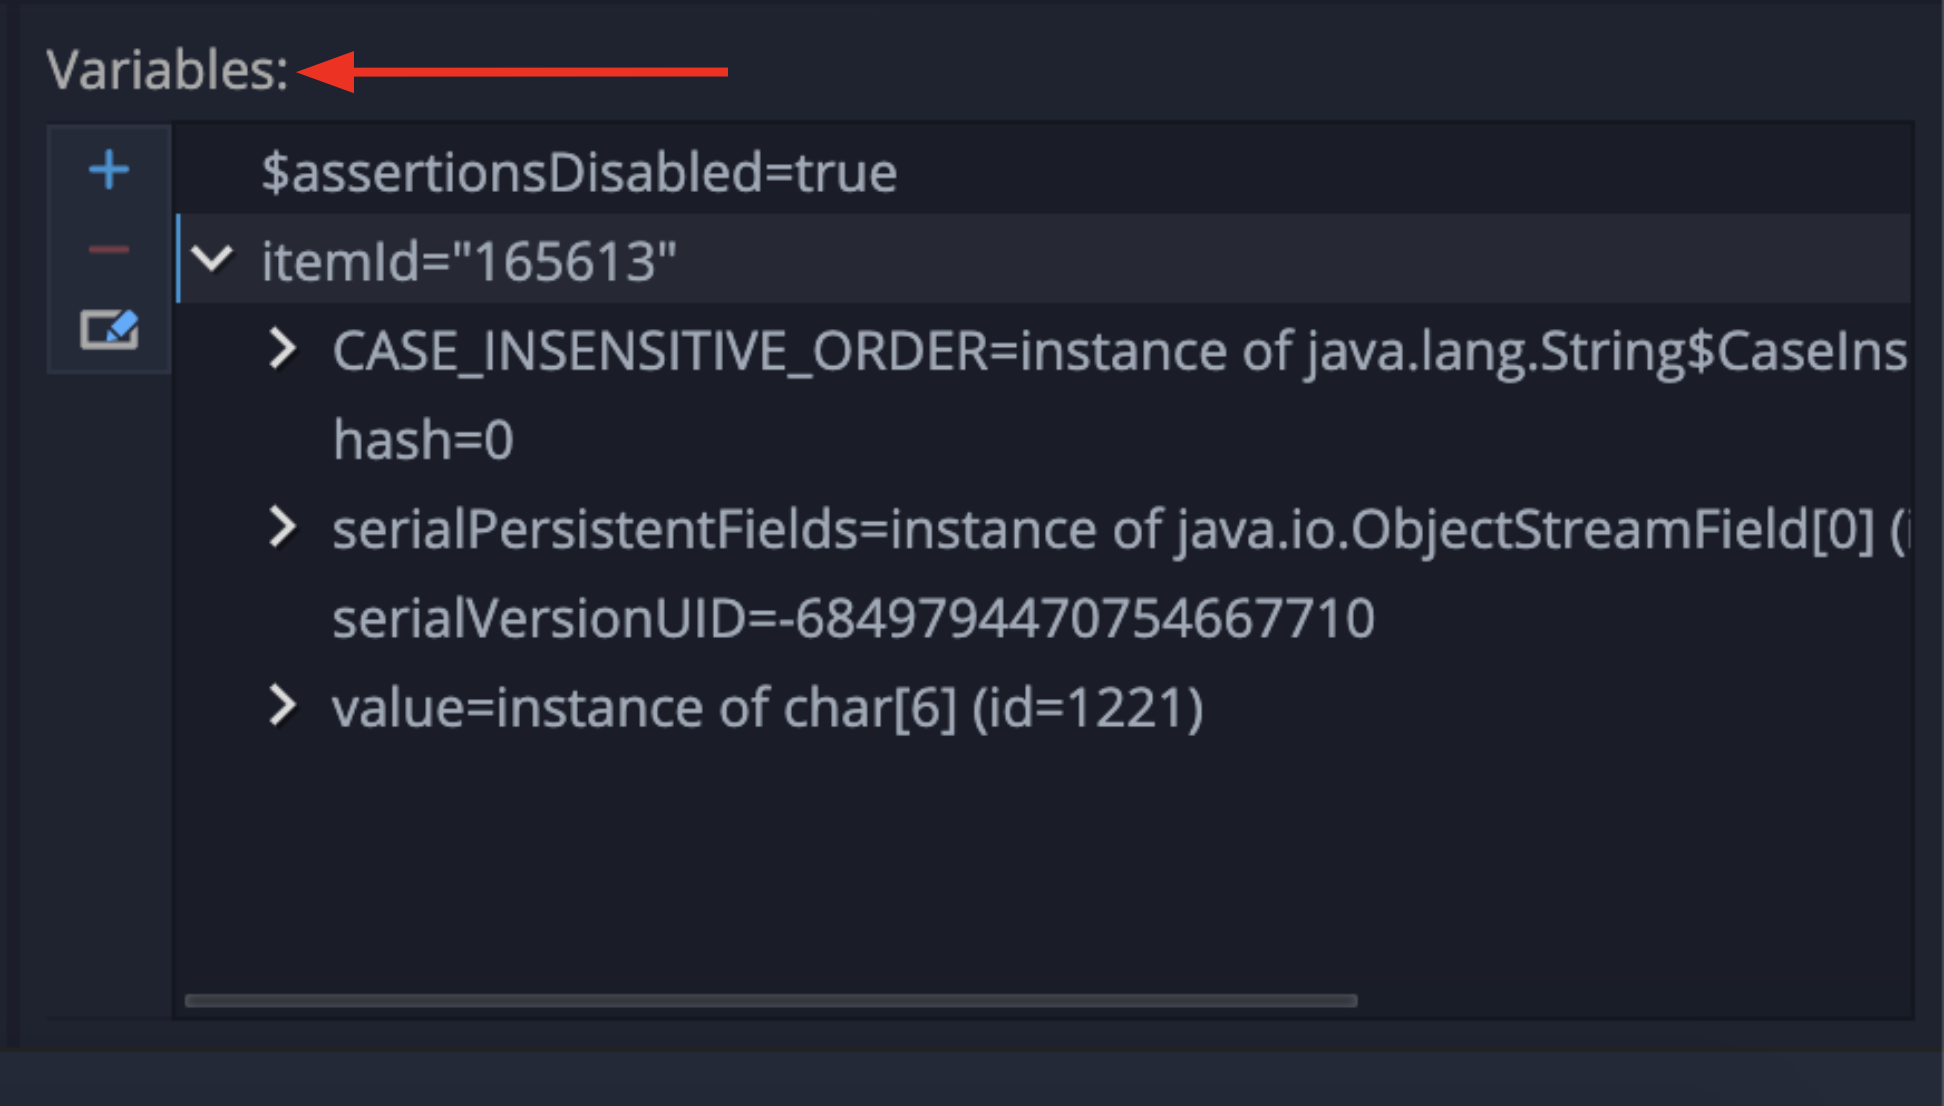 Variables:
$assertionsDisabled=true
itemId="165613"
CASE_INSENSITIVE_ORDER=instance of java.lang.String$CaseIns
hash=0
serialPersistentFields=instance of java.io.ObjectStreamField[0] (i
serialVersionUID=-6849794470754667710
value=instance of char[6] (id=1221)